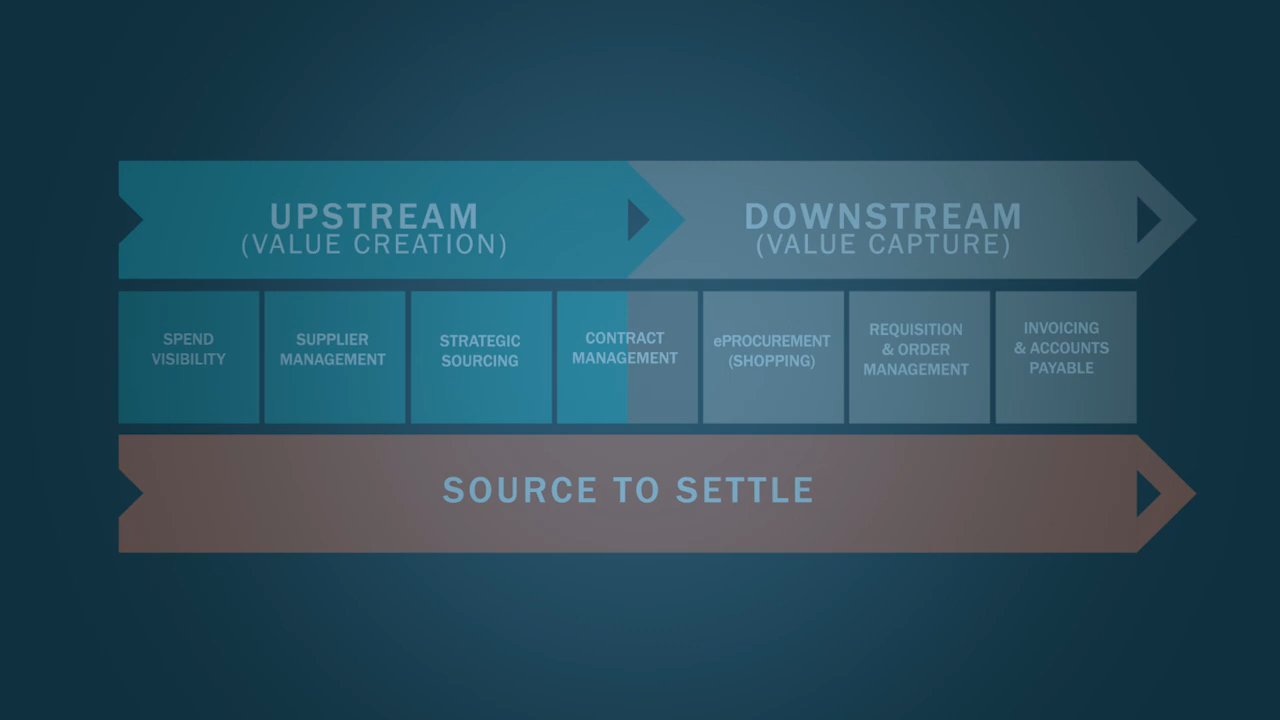 UPSTREAM
(VALUE CREATION)
DOWNSTREAM
(VALUE CAPTURE)
SPEND
VISIBILITY
SUPPLIER
MANAGEMENT
STRATEGIC
SOURCING
CONTRACT
MANAGEMENT
ePROCUREMENT
(SHOPPING)
REQUISITION
& ORDER
MANAGEMENT
INVOICING
& ACCOUNTS
PAYABLE
SOURCE TO SETTLE